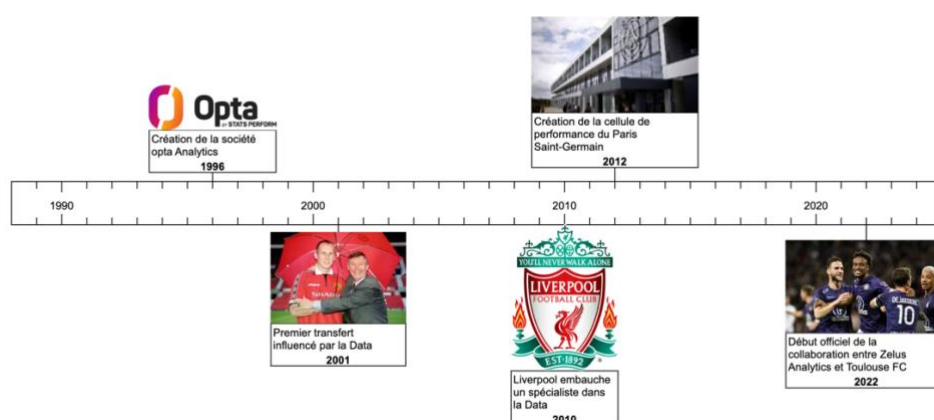 Opta
BY STATS PERFORM
Création de la société
opta Analytics
1996
Création de la cellule de
performance du Paris
Saint-Germain
2012
1990
2000
2010
2020
SHARP
Premier transfert
influencé par la Data
2001
YOU'LL NEVER WALK ALONE
LIVERPOOL
FOOTBALL CLUB
EST·1892
Liverpool embauche
un spécialiste dans
la Data
2010
DEJAEGERE
10
Début officiel de la
collaboration entre Zelus
Analytics et Toulouse FC
2022